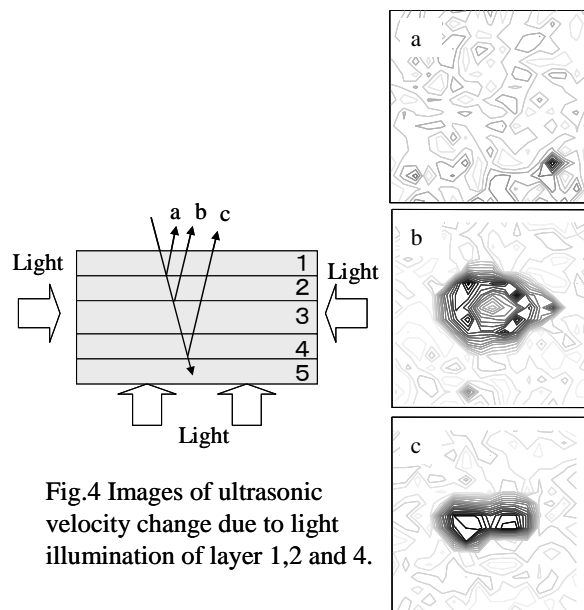 a
b
c
a b c
1
2
3
4
5
Light
Light
Light
Fig.4 Images of ultrasonic
velocity change due to light
illumination of layer 1,2 and 4.